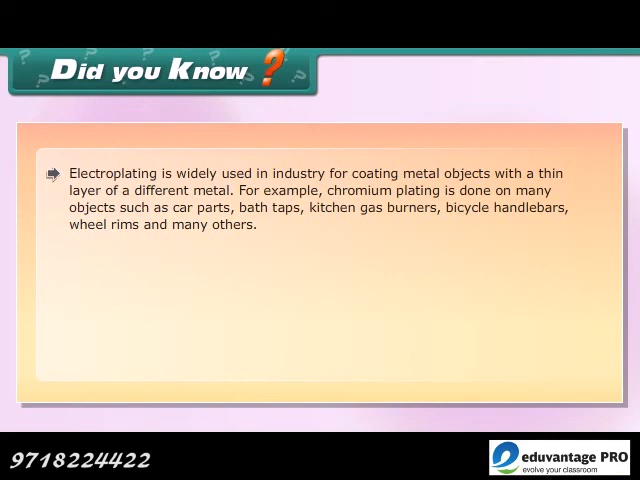 Did you Know ?
Electroplating is widely used in industry for coating metal objects with a thin
layer of a different metal. For example, chromium plating is done on many
objects such as car parts, bath taps, kitchen gas burners, bicycle handlebars,
wheel rims and many others.
9718224422
eduvantage PRO
evolve your classroom